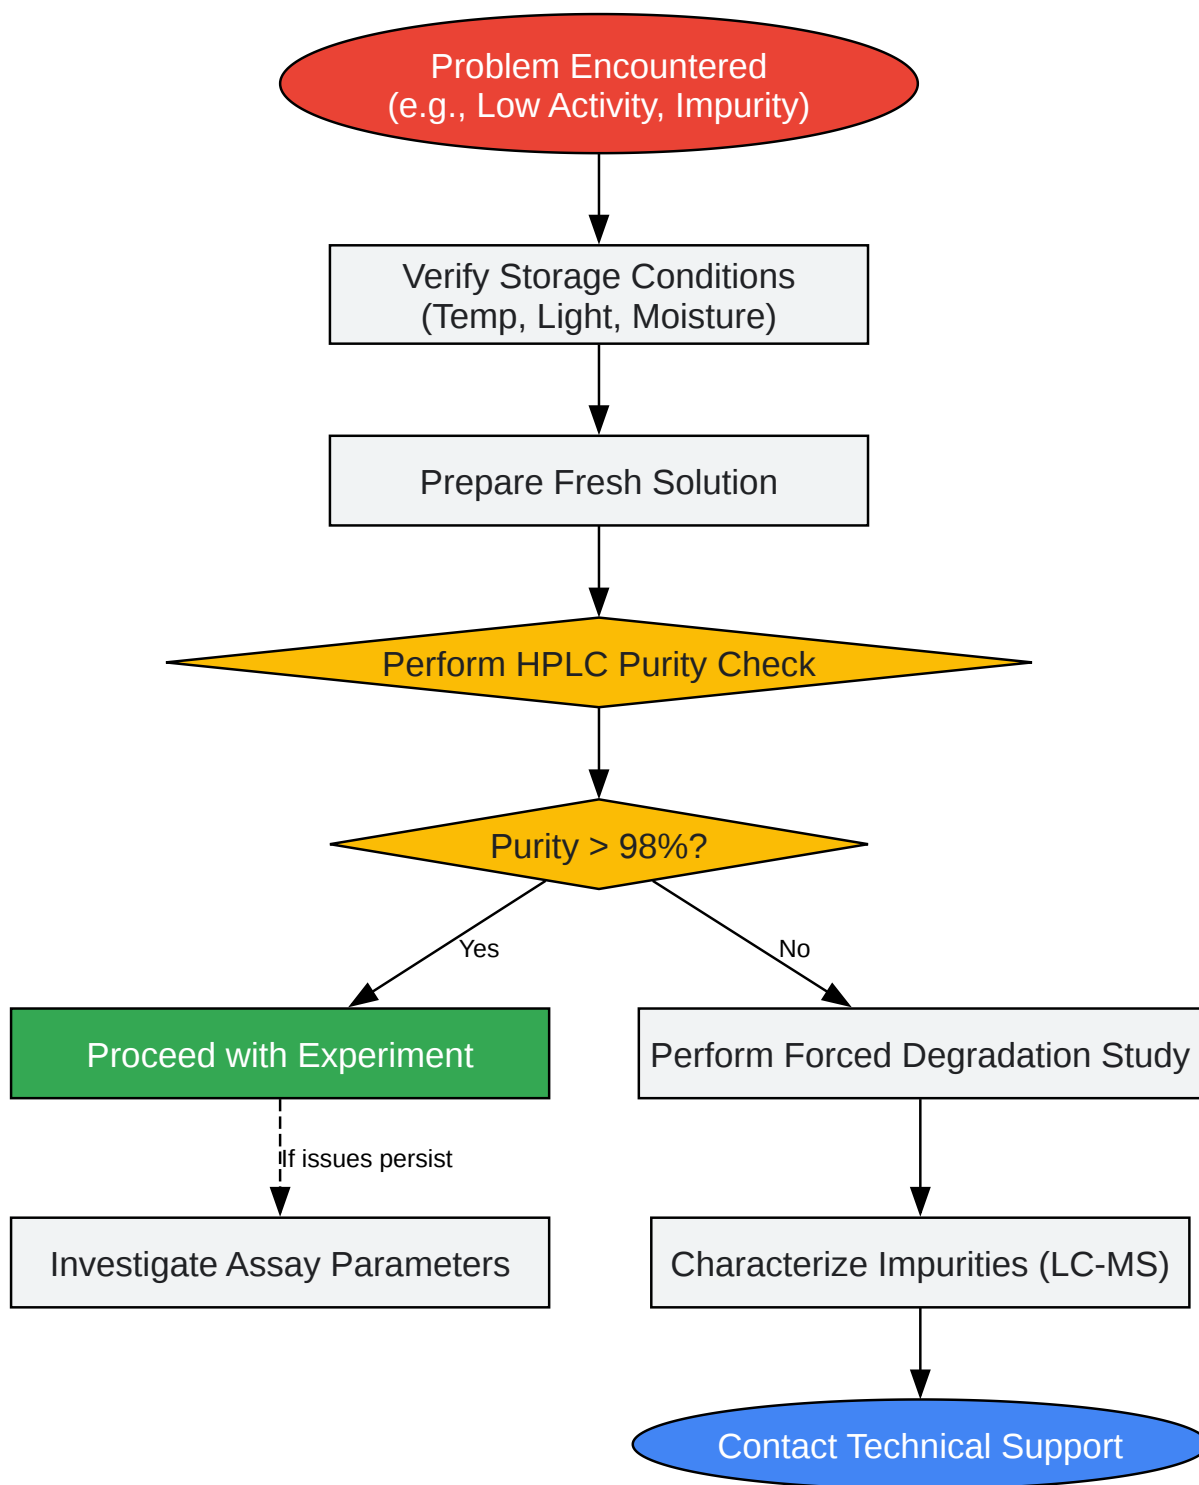 Problem Encountered
(e.g., Low Activity, Impurity)
Verify Storage Conditions
(Temp, Light, Moisture)
Prepare Fresh Solution
Perform HPLC Purity Check
Purity > 98%?
Yes
No
Proceed with Experiment
Perform Forced Degradation Study
If issues persist
Investigate Assay Parameters
Characterize Impurities (LC-MS)
Contact Technical Support